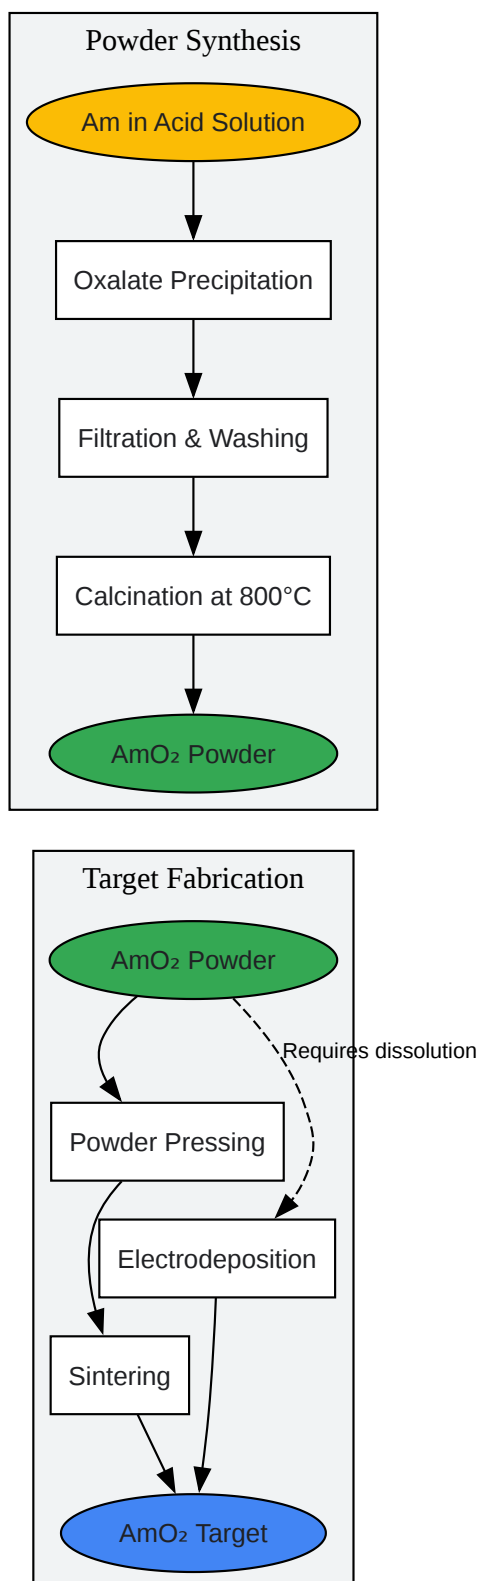 Powder Synthesis
Am in Acid Solution
Oxalate Precipitation
Filtration & Washing
Calcination at 800°C
AmO₂ Powder
Target Fabrication
AmO₂ Powder
Requires dissolution
Powder Pressing
Electrodeposition
Sintering
AmO₂ Target